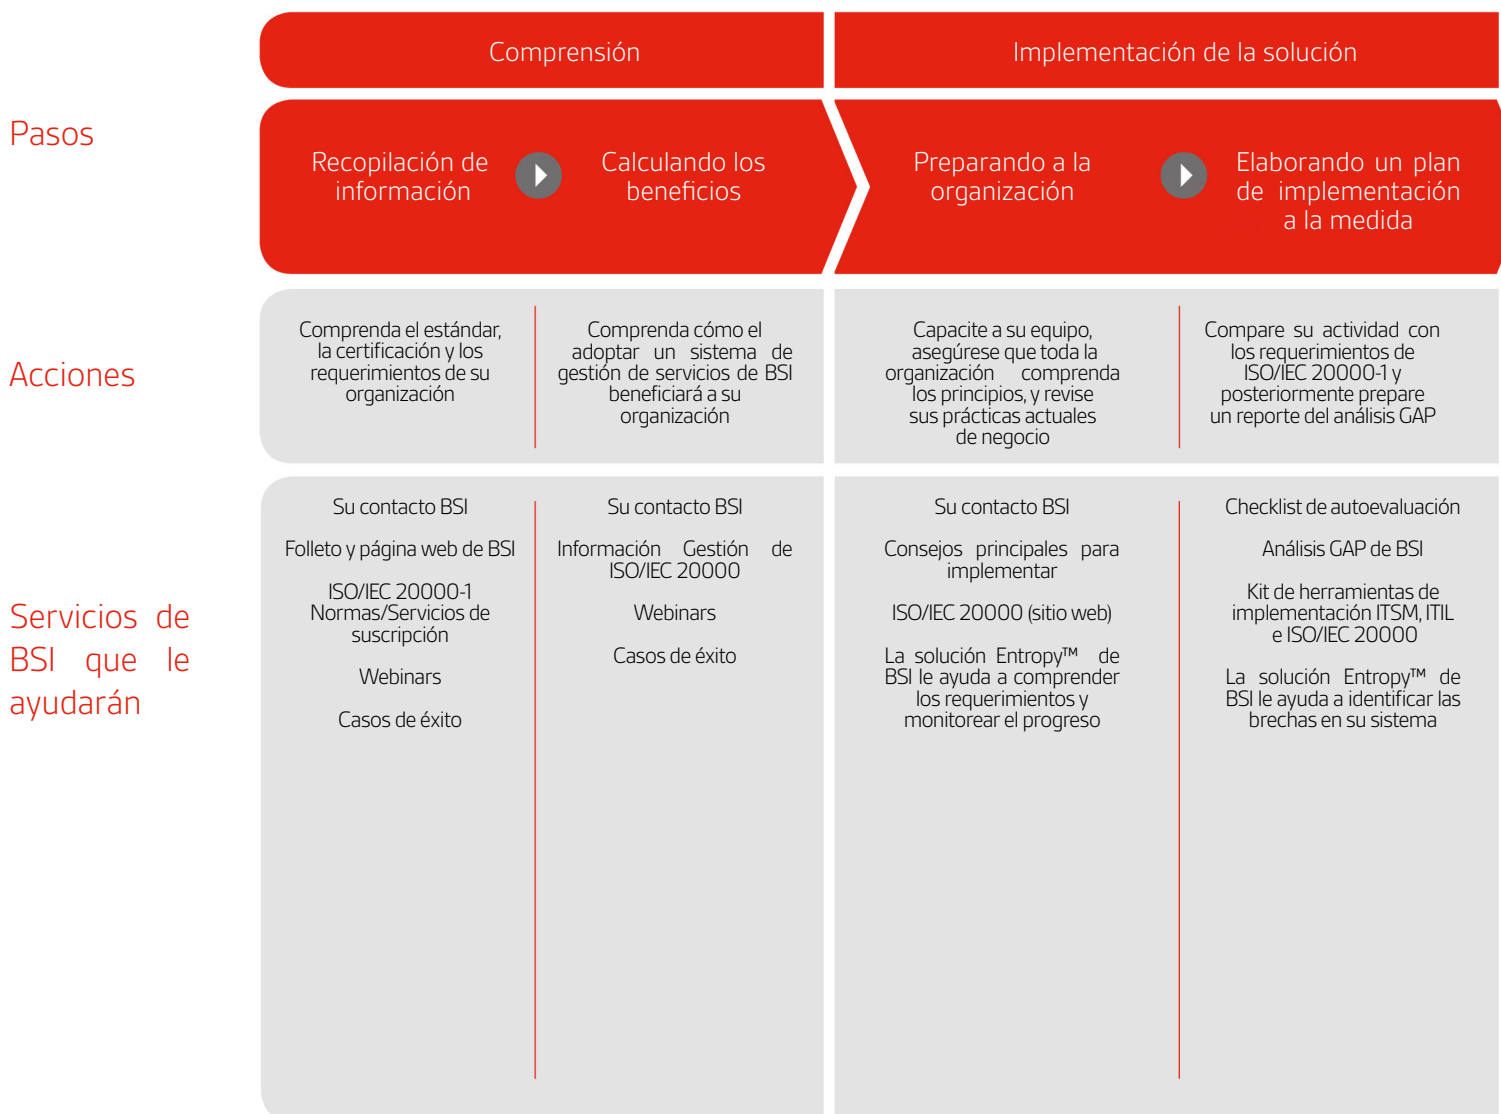 Comprensión
Implementación de la solución
Pasos
Recopilación de
información
Calculando los
beneficios
Preparando a la
organización
Elaborando un plan
de implementación
a la medida
Acciones
Comprenda el estándar,
la certificación y los
requerimientos de su
organización
Comprenda cómo el
adoptar un sistema de
gestión de servicios de BSI
beneficiará a su
organización
Capacite a su equipo,
asegúrese que toda la
organización comprenda
los principios, y revise
sus prácticas actuales
de negocio
Compare su actividad con
los requerimientos de
ISO/IEC 20000-1 y
posteriormente prepare
un reporte del análisis GAP
Servicios de
BSI que le
ayudarán
Su contacto BSI
Folleto y página web de BSI
ISO/IEC 20000-1
Normas/Servicios de
suscripción
Webinars
Casos de éxito
Su contacto BSI
Información Gestión de
ISO/IEC 20000
Webinars
Casos de éxito
Su contacto BSI
Consejos principales para
implementar
ISO/IEC 20000 (sitio web)
La solución Entropy™ de
BSI le ayuda a comprender
los requerimientos y
monitorear el progreso
Checklist de autoevaluación
Análisis GAP de BSI
Kit de herramientas de
implementación ITSM, ITIL
e ISO/IEC 20000
La solución Entropy™ de
BSI le ayuda a identificar las
brechas en su sistema